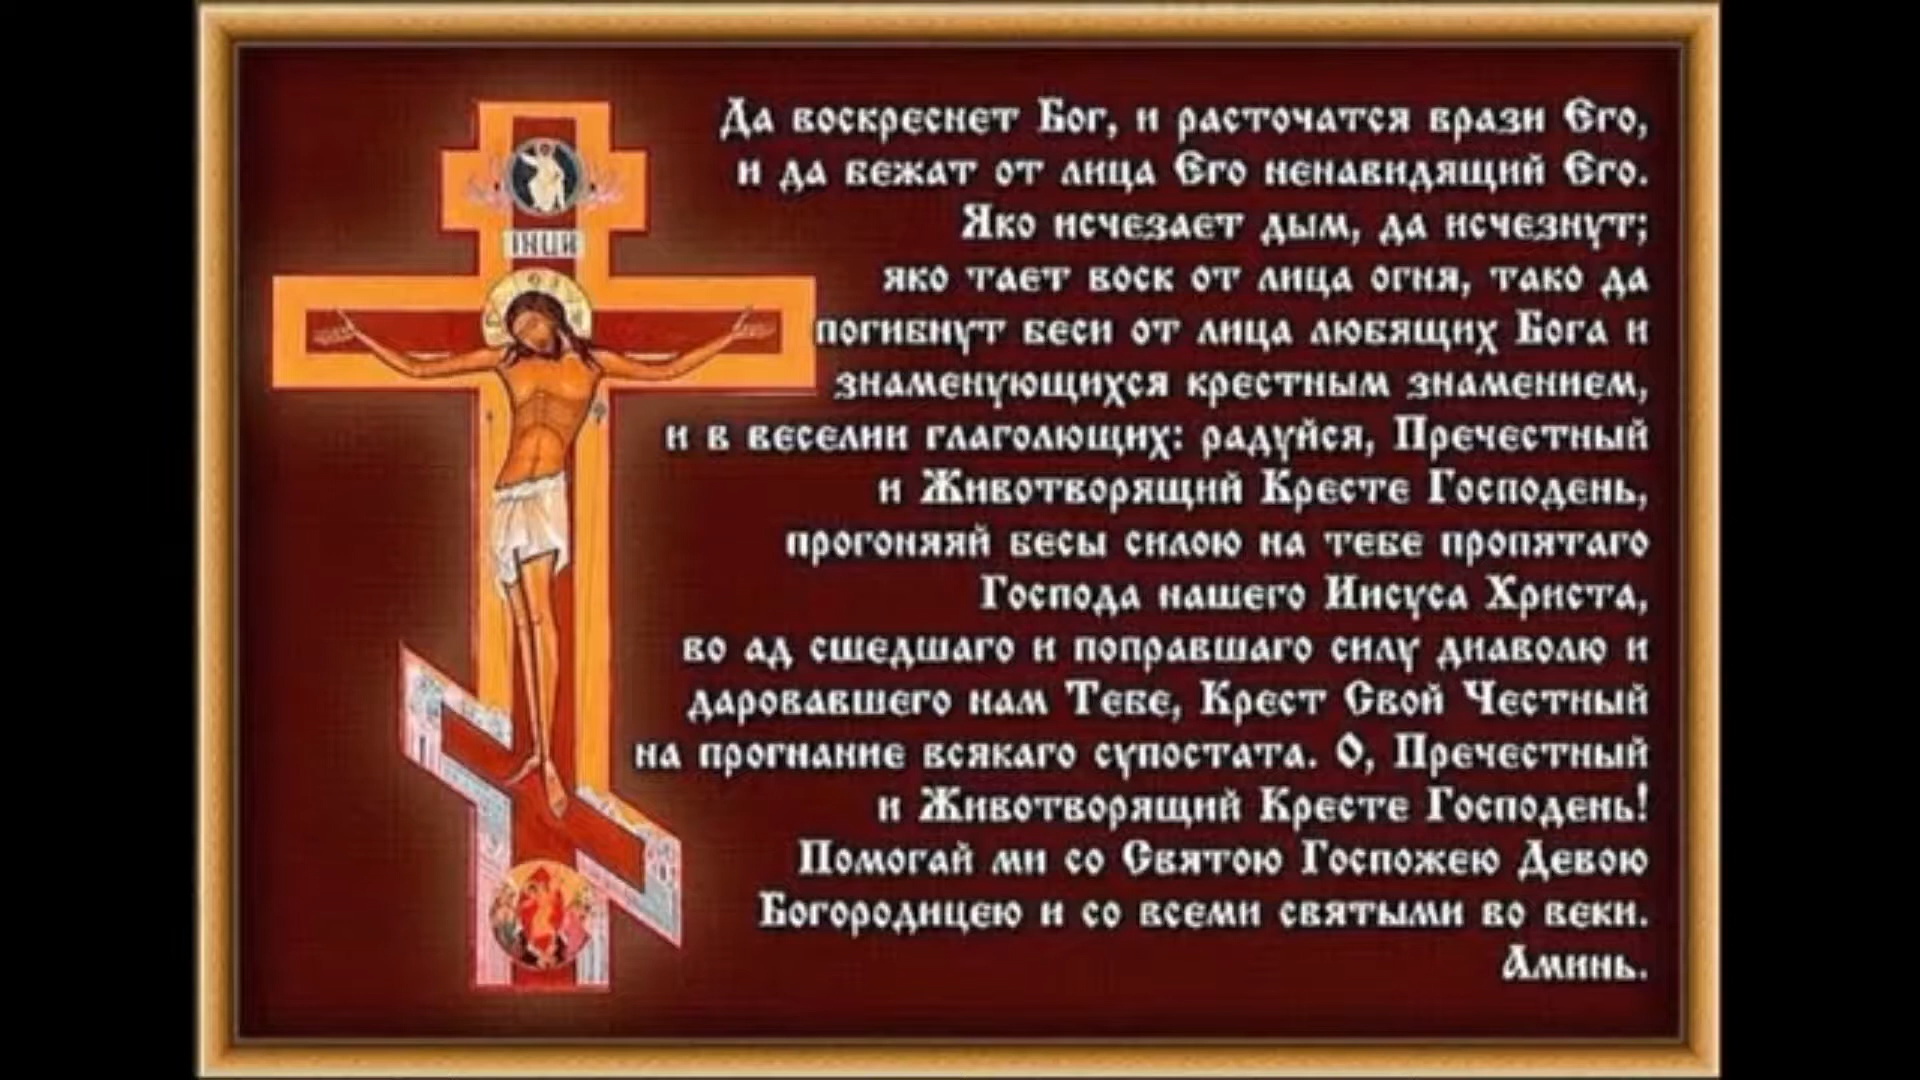 Да воскреснет Бог, и расточатся врази Его,
и да бежат от лица Его ненавидящий Его.
Яко исчезает дым, да исчезнут;
яко тает воск от лица огня, тако да
погибнут беси от лица любящих Бога и
знаменующихся крестным знамением,
и в веселии глаголющих: радуйся, Пречестный
и Животворящий Кресте Господень,
прогоняяй бесы силою на тебе пропятаго
Господа нашего Иисуса Христа,
во ад сшедшаго и поправшаго силу диаволю и
даровавшего нам Тебе, Крест Свой Честный
на прогнание всякаго супостата. О, Пречестный
и Животворящий Кресте Господень!
Помогай ми со Святою Госпожею Девою
Богородицею и со всеми святыми во веки.
Аминь.
ІНЦИ